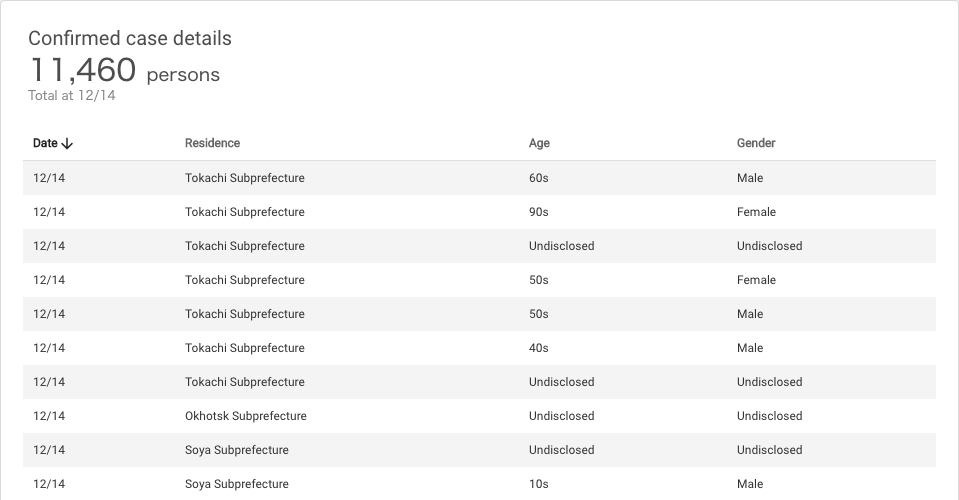 Confirmed case details
11,460 persons
Total at 12/14
Date Residence Age Gender
12/14 Tokachi Subprefecture 60s Male
12/14 Tokachi Subprefecture 90s Female
12/14 Tokachi Subprefecture Undisclosed Undisclosed
12/14 Tokachi Subprefecture 50s Female
12/14 Tokachi Subprefecture 50s Male
12/14 Tokachi Subprefecture 40s Male
12/14 Tokachi Subprefecture Undisclosed Undisclosed
12/14 Okhotsk Subprefecture Undisclosed Undisclosed
12/14 Soya Subprefecture Undisclosed Undisclosed
12/14 Soya Subprefecture 10s Male